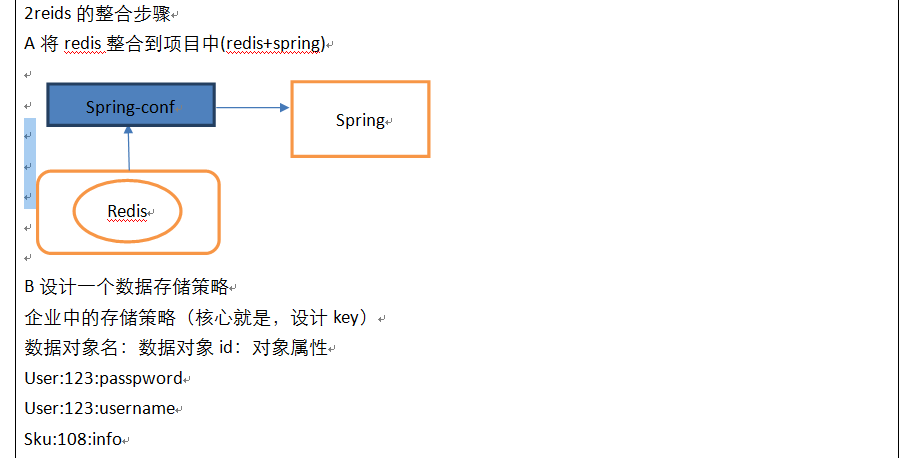 2reids 的整合步骤
A 将 redis 整合到项目中(redis+spring)
Spring-conf
Spring
Redis
B 设计一个数据存储策略
企业中的存储策略（核心就是，设计 key）
数据对象名：数据对象 id：对象属性
User:123:passpword
User:123:username
Sku:108:info